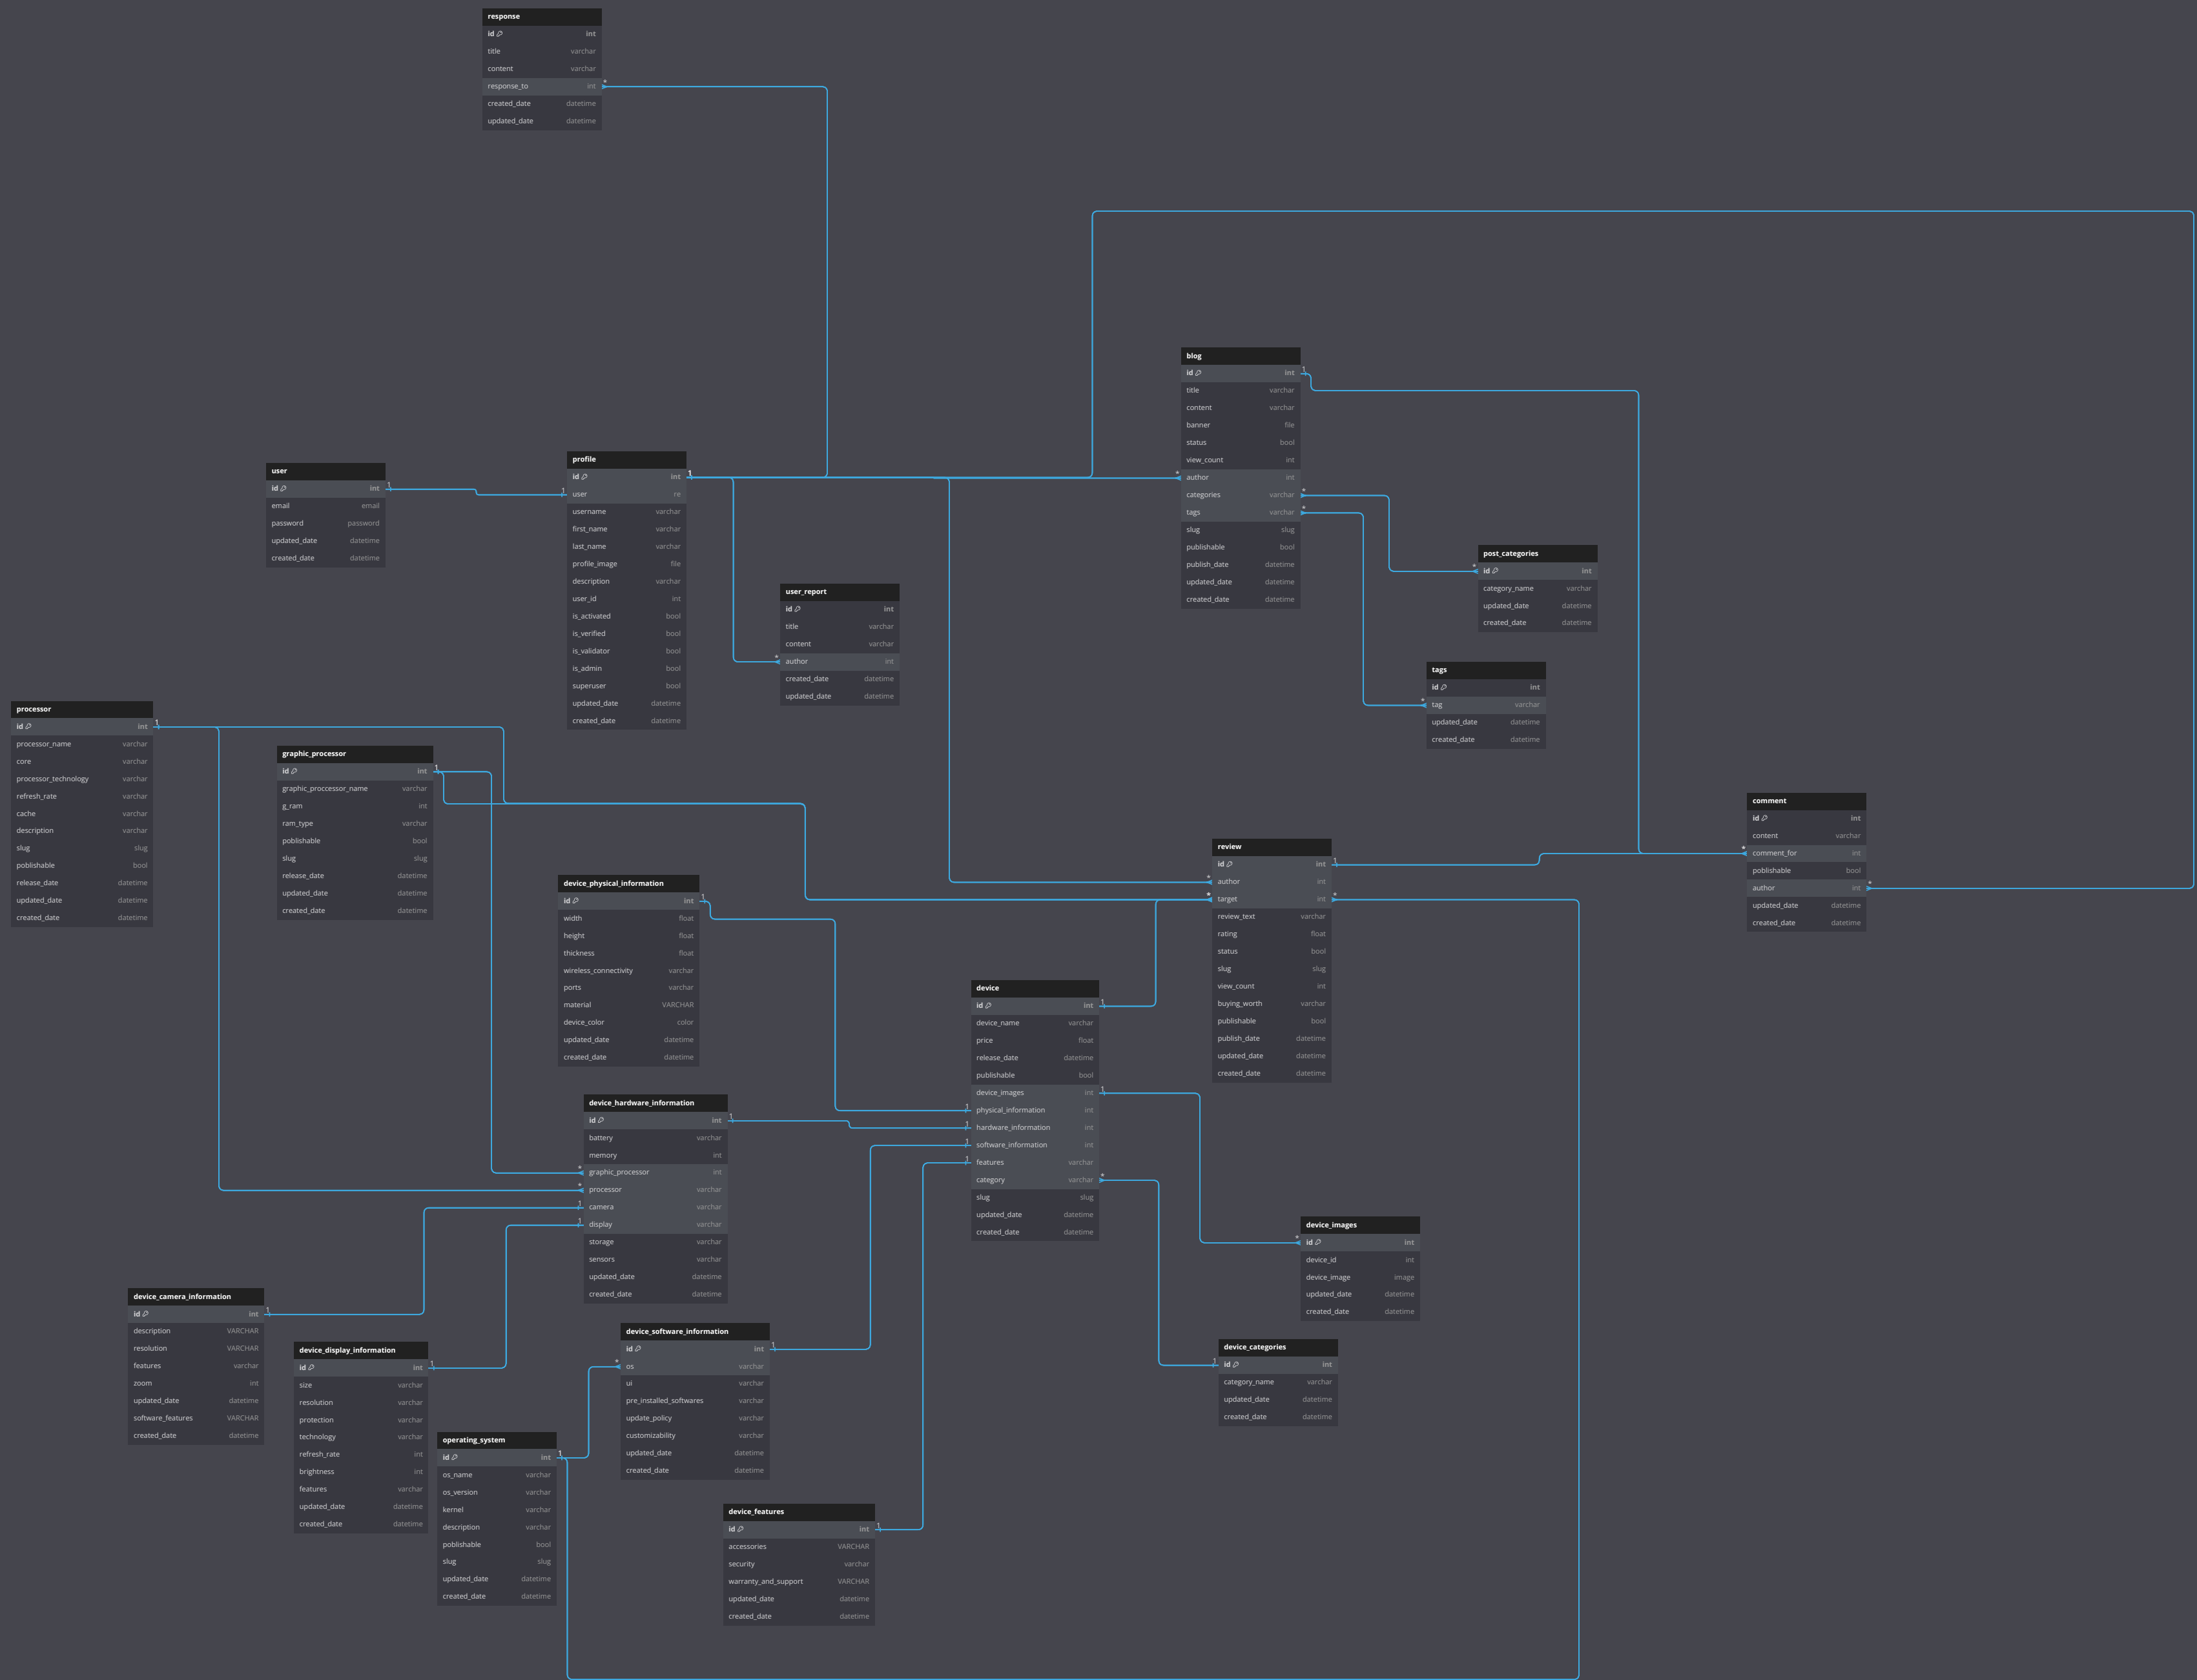 response
id int
title varchar
content varchar
response_to int
created_date datetime
updated_date datetime
blog
id int
title varchar
content varchar
banner file
status bool
view_count int
author int
categories varchar
tags varchar
slug slug
publishable bool
publish_date datetime
updated_date datetime
created_date datetime
user
id int
email email
password password
updated_date datetime
created_date datetime
profile
id int
user re
username varchar
first_name varchar
last_name varchar
profile_image file
description varchar
user_id int
is_activated bool
is_verified bool
is_validator bool
is_admin bool
superuser bool
updated_date datetime
created_date datetime
user_report
id int
title varchar
content varchar
author int
created_date datetime
updated_date datetime
post_categories
id int
category_name varchar
updated_date datetime
created_date datetime
tags
id int
tag varchar
updated_date datetime
created_date datetime
processor
id int
processor_name varchar
core varchar
processor_technology varchar
refresh_rate varchar
cache varchar
description varchar
slug slug
poblishable bool
release_date datetime
updated_date datetime
created_date datetime
graphic_processor
id int
graphic_proccessor_name varchar
g_ram int
ram_type varchar
poblishable bool
slug slug
release_date datetime
updated_date datetime
created_date datetime
comment
id int
content varchar
comment_for int
poblishable bool
author int
updated_date datetime
created_date datetime
review
id int
author int
target int
review_text varchar
rating float
status bool
slug slug
view_count int
buying_worth varchar
publishable bool
publish_date datetime
updated_date datetime
created_date datetime
device_physical_information
id int
width float
height float
thickness float
wireless_connectivity varchar
ports varchar
material VARCHAR
device_color color
updated_date datetime
created_date datetime
device
id int
device_name varchar
price float
release_date datetime
publishable bool
device_images int
physical_information int
hardware_information int
software_information int
features varchar
category varchar
slug slug
updated_date datetime
created_date datetime
device_hardware_information
id int
battery varchar
memory int
graphic_processor int
processor varchar
camera varchar
display varchar
storage varchar
sensors varchar
updated_date datetime
created_date datetime
device_images
id int
device_id int
device_image image
updated_date datetime
created_date datetime
device_camera_information
id int
description VARCHAR
resolution VARCHAR
features varchar
zoom int
updated_date datetime
software_features VARCHAR
created_date datetime
device_display_information
id int
size varchar
resolution varchar
protection varchar
technology varchar
refresh_rate int
brightness int
features varchar
updated_date datetime
created_date datetime
device_software_information
id int
os varchar
ui varchar
pre_installed_softwares varchar
update_policy varchar
customizability varchar
updated_date datetime
created_date datetime
device_categories
id int
category_name varchar
updated_date datetime
created_date datetime
operating_system
id int
os_name varchar
os_version varchar
kernel varchar
description varchar
poblishable bool
slug slug
updated_date datetime
created_date datetime
device_features
id int
accessories VARCHAR
security varchar
warranty_and_support VARCHAR
updated_date datetime
created_date datetime